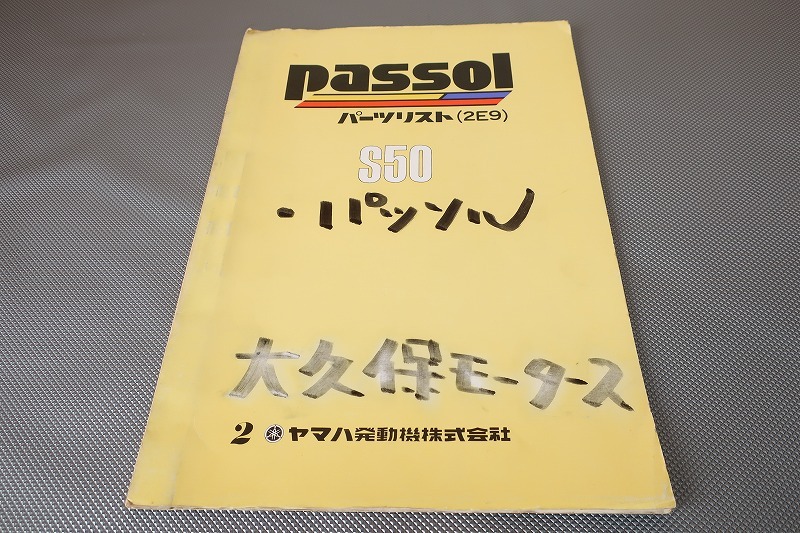 passol
パーツリスト(2E9)
S50
・パッソル
大久保モータース
2 ヤマハ発動機株式会社